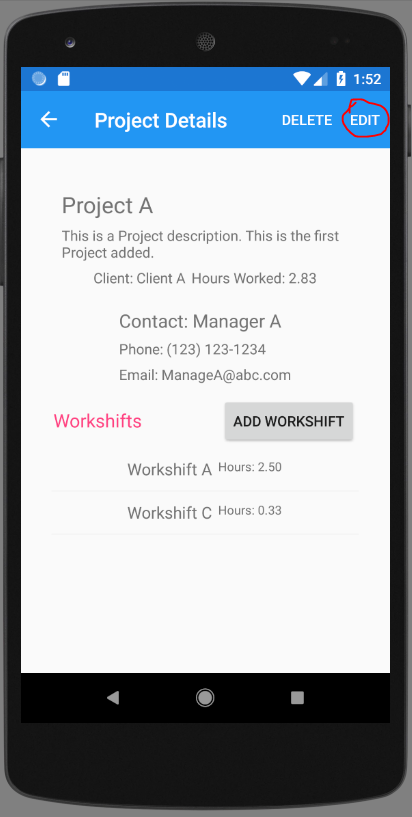 1:52
Project Details DELETE EDIT
Project A
This is a Project description. This is the first
Project added.
Client: Client A Hours Worked: 2.83
Contact: Manager A
Phone: (123) 123-1234
Email: ManageA@abc.com
Workshifts ADD WORKSHIFT
Workshift A Hours: 2.50
Workshift C Hours: 0.33